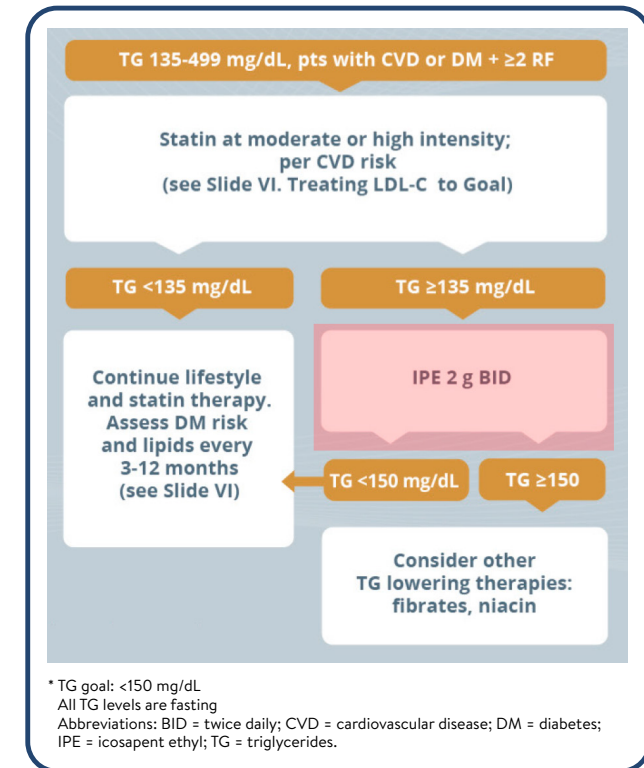 TG 135-499 mg/dL, pts with CVD or DM + ≥2 RF
Statin at moderate or high intensity;
per CVD risk
(see Slide VI. Treating LDL-C to Goal)
TG <135 mg/dL
TG ≥135 mg/dL
Continue lifestyle
and statin therapy.
Assess DM risk
and lipids every
3-12 months
(see Slide VI)
IPE 2 g BID
TG <150 mg/dL
TG ≥150
Consider other
TG lowering therapies:
fibrates, niacin
* TG goal: <150 mg/dL
All TG levels are fasting
Abbreviations: BID = twice daily; CVD = cardiovascular disease; DM = diabetes;
IPE = icosapent ethyl; TG = triglycerides.